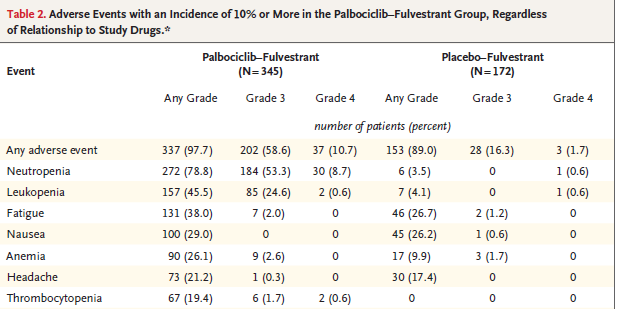 Table 2. Adverse Events with an Incidence of 10% or More in the Palbociclib–Fulvestrant Group, Regardless
of Relationship to Study Drugs.*
Event Palbociclib–Fulvestrant (N=345) Placebo–Fulvestrant (N=172)
Any Grade Grade 3 Grade 4 Any Grade Grade 3 Grade 4
number of patients (percent)
Any adverse event 337 (97.7) 202 (58.6) 37 (10.7) 153 (89.0) 28 (16.3) 3 (1.7)
Neutropenia 272 (78.8) 184 (53.3) 30 (8.7) 6 (3.5) 0 1 (0.6)
Leukopenia 157 (45.5) 85 (24.6) 2 (0.6) 7 (4.1) 0 1 (0.6)
Fatigue 131 (38.0) 7 (2.0) 0 46 (26.7) 2 (1.2) 0
Nausea 100 (29.0) 0 0 45 (26.2) 1 (0.6) 0
Anemia 90 (26.1) 9 (2.6) 0 17 (9.9) 3 (1.7) 0
Headache 73 (21.2) 1 (0.3) 0 30 (17.4) 0 0
Thrombocytopenia 67 (19.4) 6 (1.7) 2 (0.6) 0 0 0